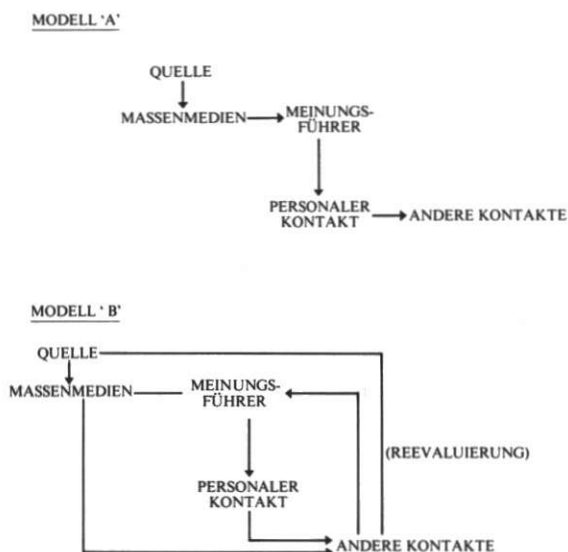 MODELL 'A'
QUELLE
MASSENMEDIEN
MEINUNGS-
FÜHRER
PERSONALER
KONTAKT
ANDERE KONTAKTE
MODELL ' B'
QUELLE
MASSENMEDIEN
MEINUNGS-
FÜHRER
(REEVALUIERUNG)
PERSONALER
KONTAKT
ANDERE KONTAKTE